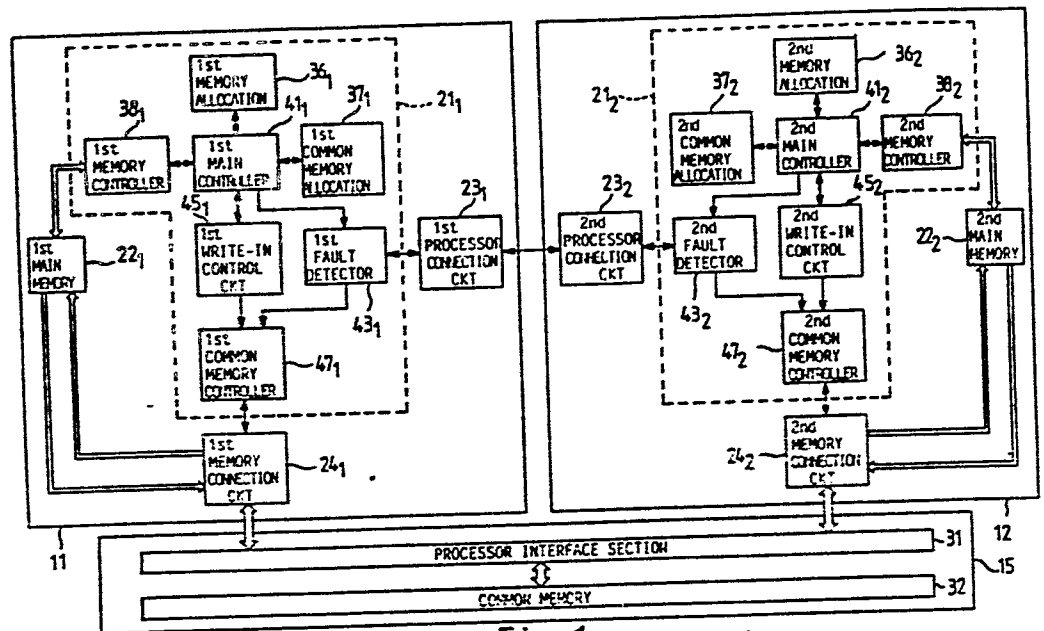 1st
MEMORY
ALLOCATION
36₁
37₁
21₁
38₁
41₁
1st
MEMORY
CONTROLLER
1st
MAIN
CONTROLLER
1st
COMMON
MEMORY
ALLOCATION
45₁
1st
WRITE-IN
CONTROL
CKT
1st
FAULT
DETECTOR
23₁
1st
PROCESSOR
CONNECTION
CKT
1st
MAIN
MEMORY
22₁
43₁
1st
COMMON
MEMORY
CONTROLLER
47₁
1st
MEMORY
CONNECTION
CKT
24₁
11
2nd
MEMORY
ALLOCATION
36₂
37₂
21₂
41₂
38₂
2nd
COMMON
MEMORY
ALLOCATION
2nd
MAIN
CONTROLLER
2nd
MEMORY
CONTROLLER
23₂
45₂
2nd
PROCESSOR
CONNECTION
CKT
2nd
FAULT
DETECTOR
2nd
WRITE-IN
CONTROL
CKT
22₂
2nd
MAIN
MEMORY
43₂
2nd
COMMON
MEMORY
CONTROLLER
47₂
2nd
MEMORY
CONNECTION
CKT
24₂
12
PROCESSOR INTERFACE SECTION
31
15
COMMON MEMORY
32